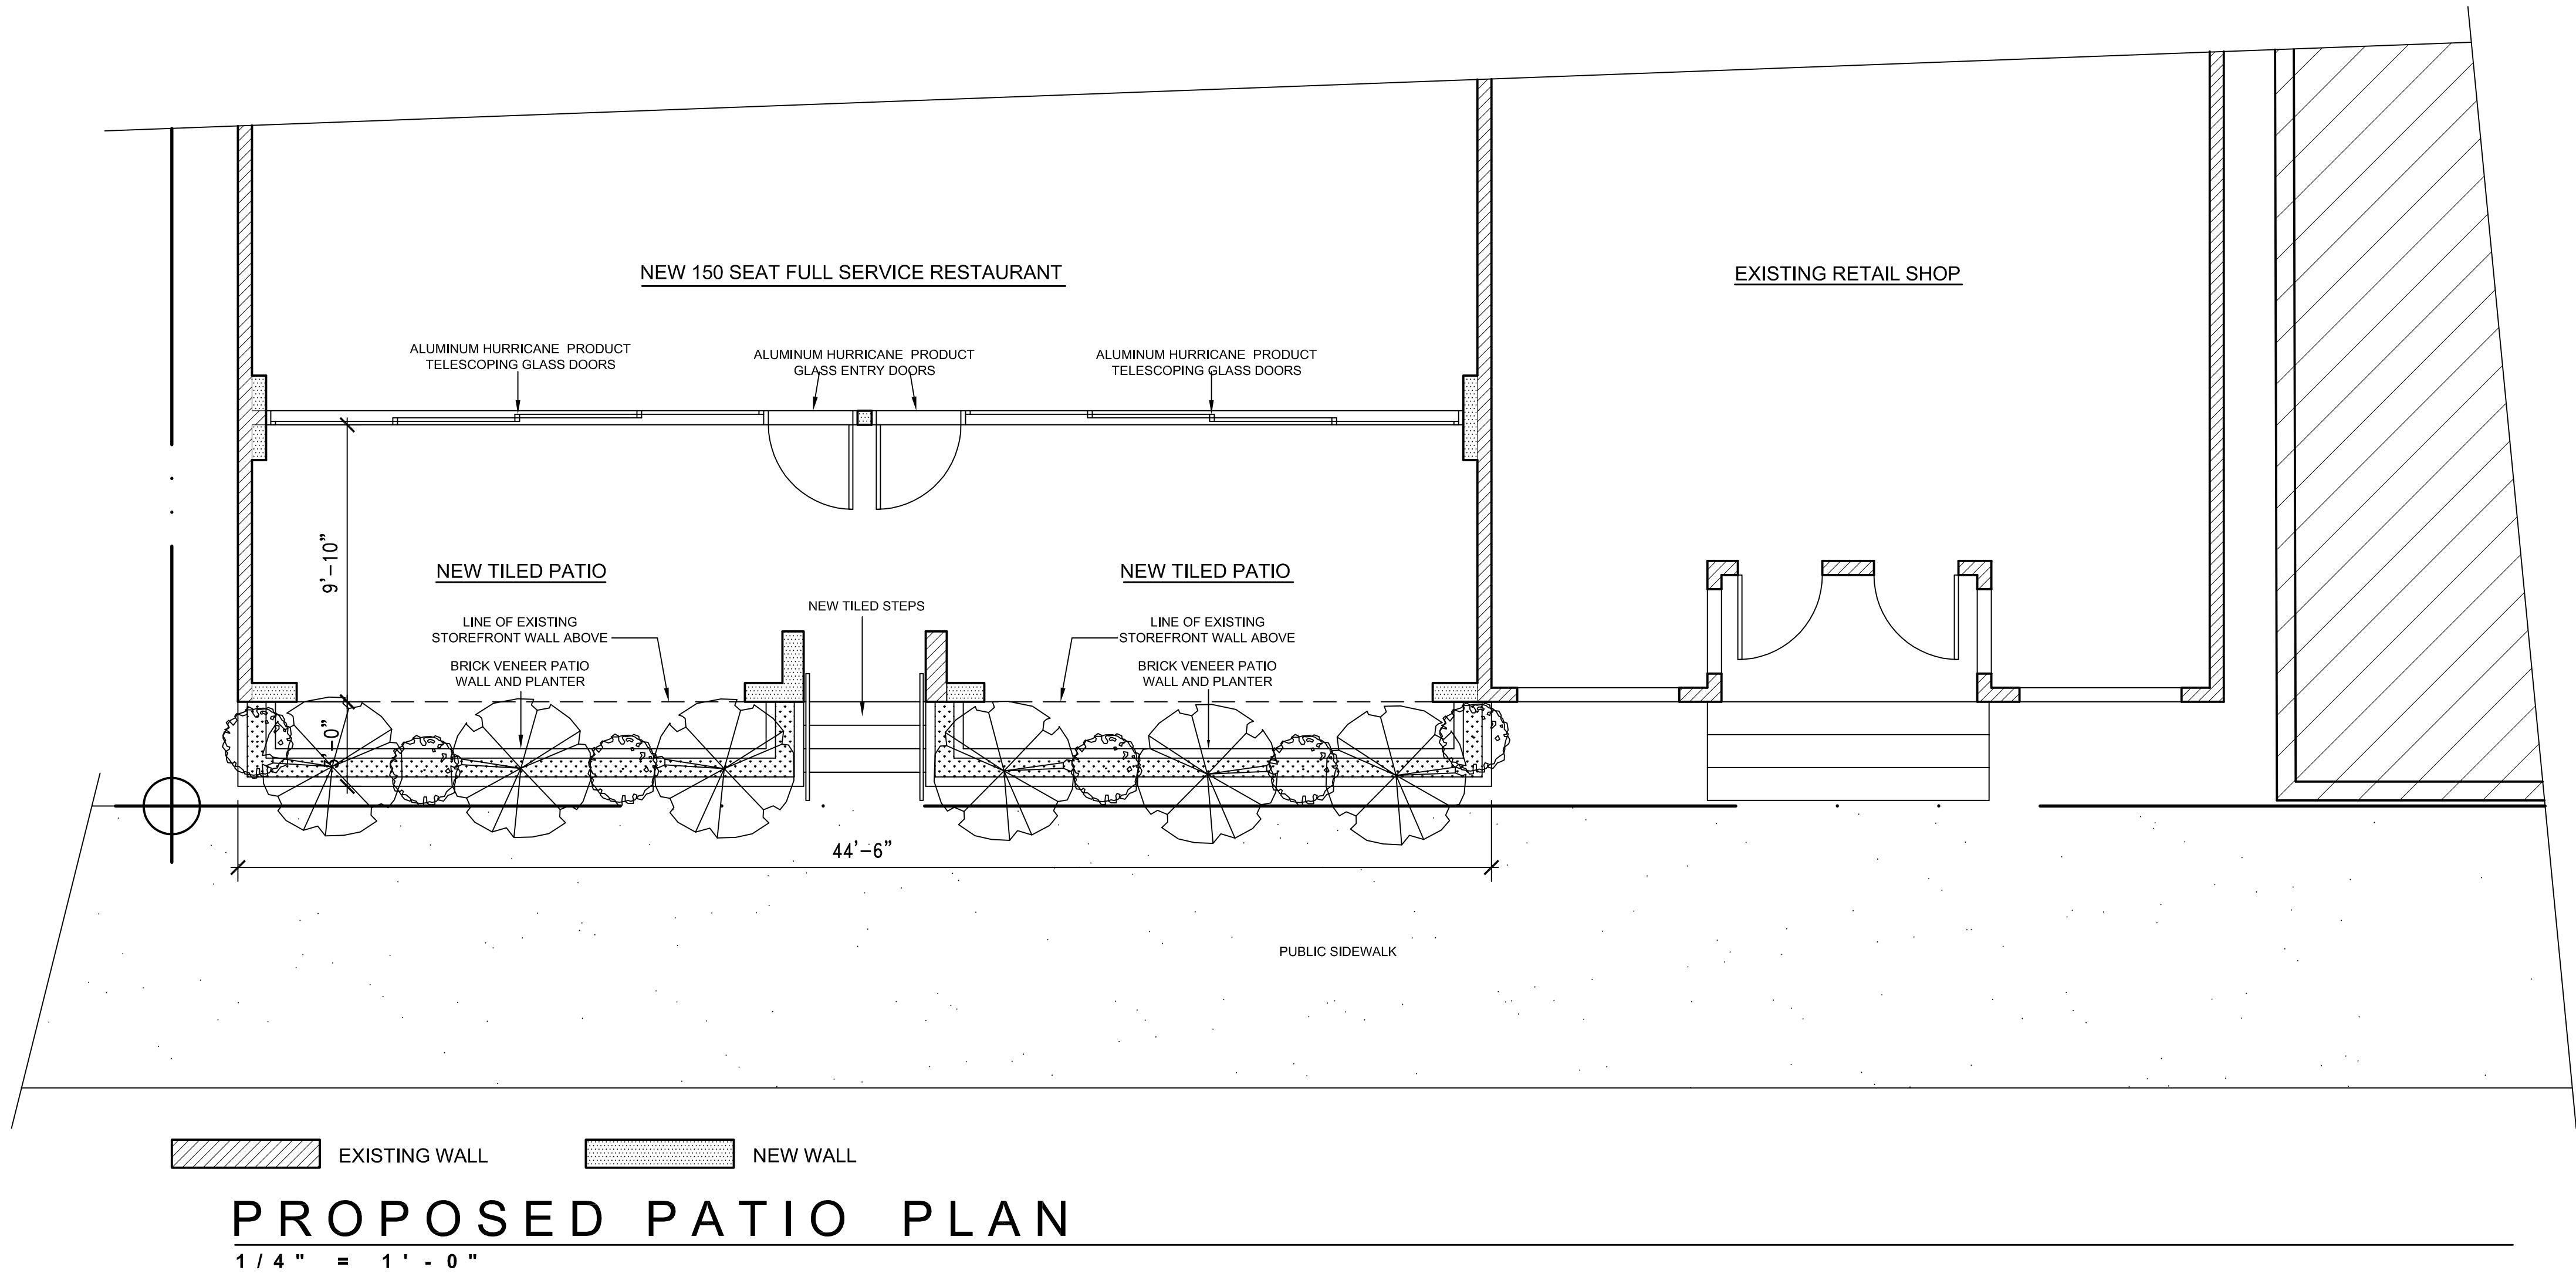 NEW 150 SEAT FULL SERVICE RESTAURANT
EXISTING RETAIL SHOP
ALUMINUM HURRICANE PRODUCT
TELESCOPING GLASS DOORS
ALUMINUM HURRICANE PRODUCT
GLASS ENTRY DOORS
ALUMINUM HURRICANE PRODUCT
TELESCOPING GLASS DOORS
9'-10"
NEW TILED PATIO
NEW TILED PATIO
NEW TILED STEPS
LINE OF EXISTING
STOREFRONT WALL ABOVE
LINE OF EXISTING
STOREFRONT WALL ABOVE
BRICK VENEER PATIO
WALL AND PLANTER
BRICK VENEER PATIO
WALL AND PLANTER
44'-6"
PUBLIC SIDEWALK
EXISTING WALL
NEW WALL
PROPOSED PATIO PLAN
1/4" = 1'-0"